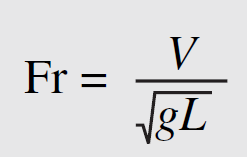 Fr = V / √gL